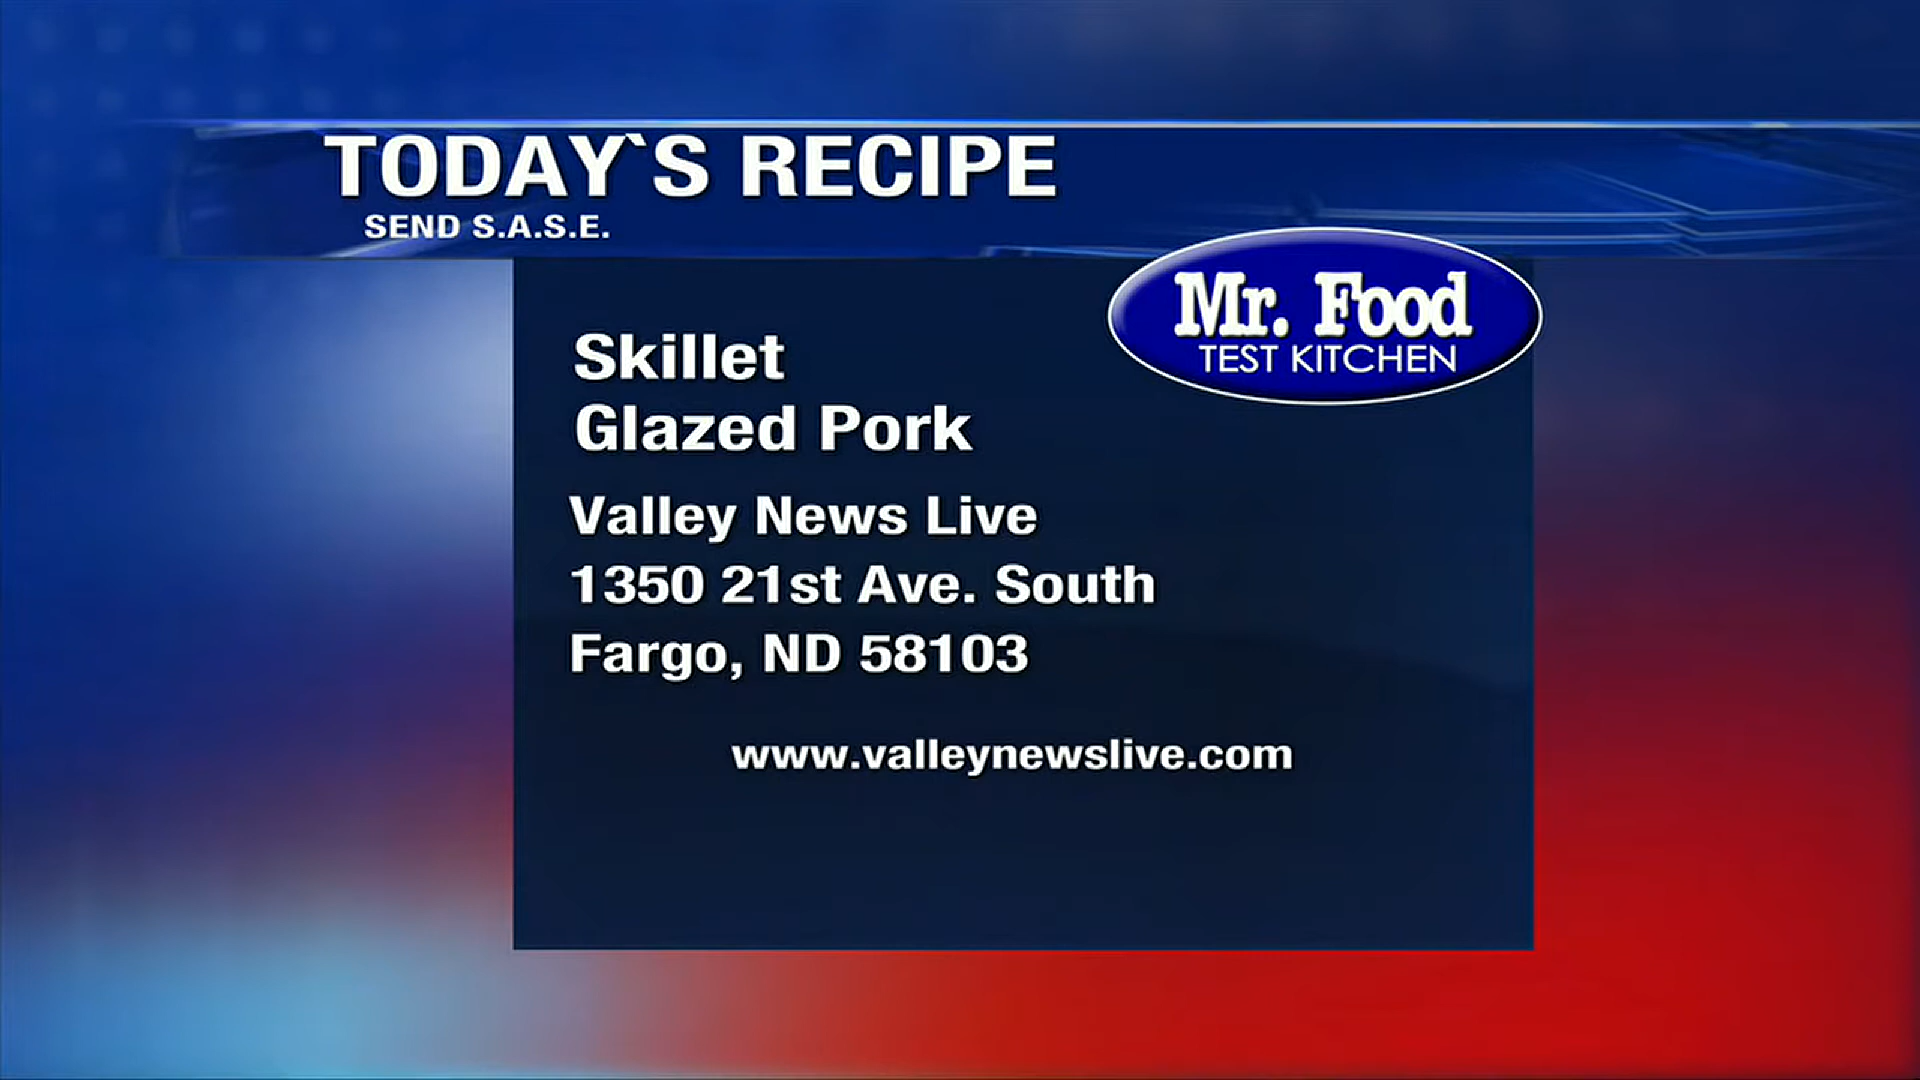 TODAY`S RECIPE
SEND S.A.S.E.
Mr. Food
TEST KITCHEN
Skillet
Glazed Pork
Valley News Live
1350 21st Ave. South
Fargo, ND 58103
www.valleynewslive.com